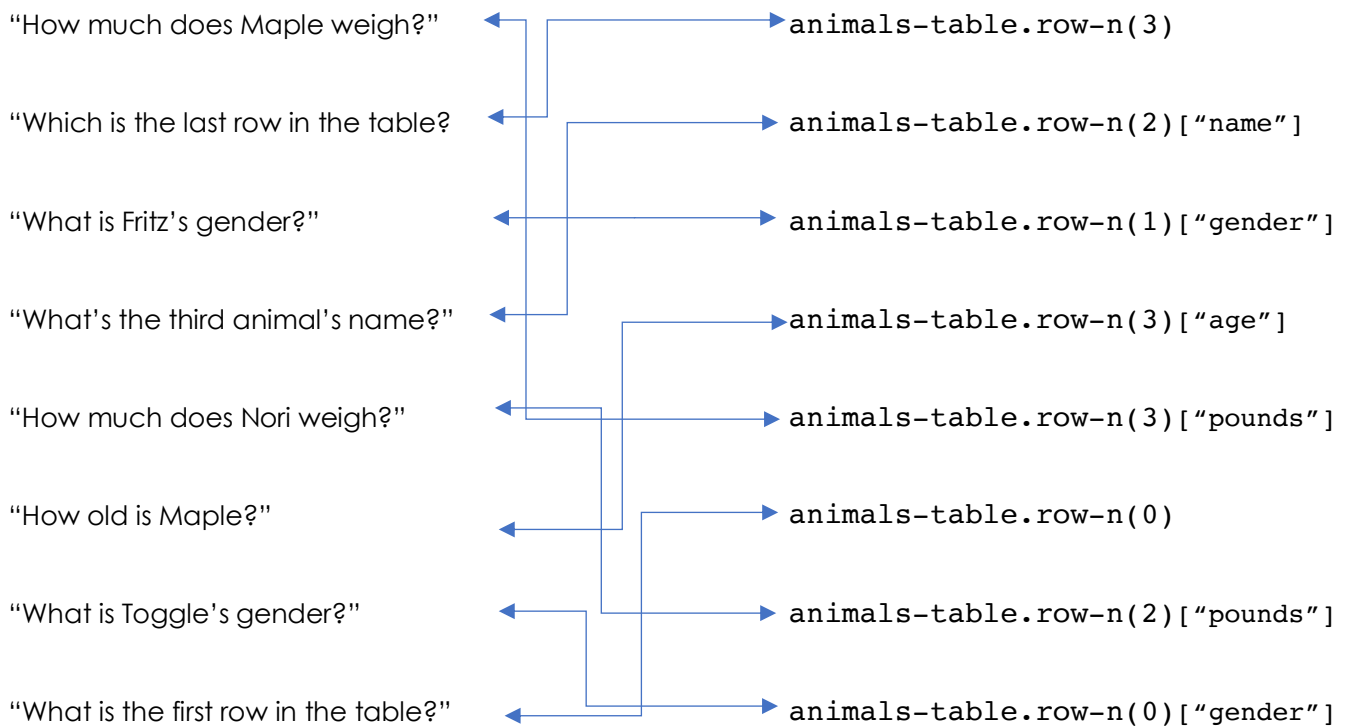 “How much does Maple weigh?” animals-table.row-n(3)
“Which is the last row in the table? animals-table.row-n(2)[“name”]
“What is Fritz’s gender?” animals-table.row-n(1)[“gender”]
“What’s the third animal’s name?” animals-table.row-n(3)[“age”]
“How much does Nori weigh?” animals-table.row-n(3)[“pounds”]
“How old is Maple?” animals-table.row-n(0)
“What is Toggle’s gender?” animals-table.row-n(2)[“pounds”]
“What is the first row in the table?” animals-table.row-n(0)[“gender”]